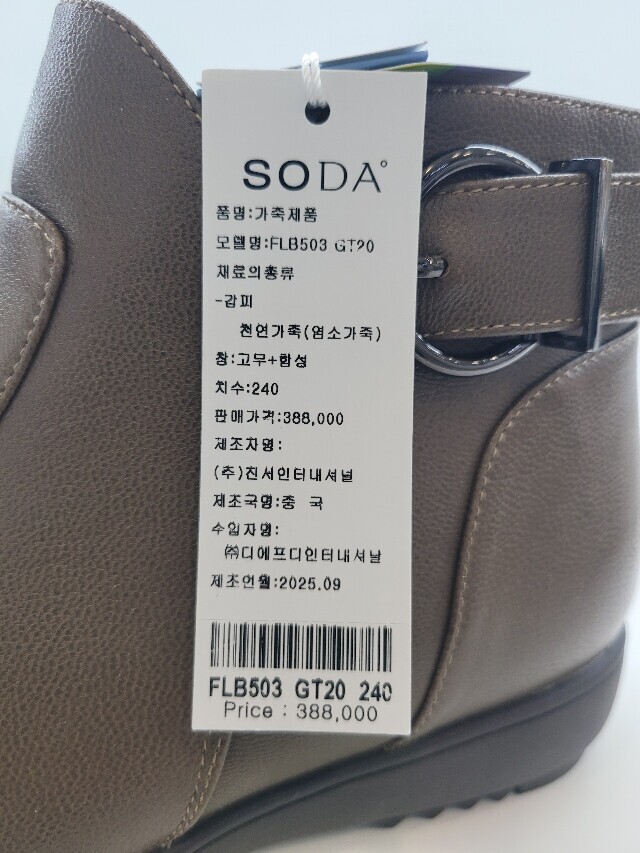 SODA°
품명:가죽제품
모델명:FLB503 GT20
재료의종류
-갑피
천연가죽(염소가죽)
창:고무+합성
치수:240
판매가격:388,000
제조자명:
(주)진서인터내셔널
제조국명:중 국
수입자명:
㈜디에프디인터내셔날
제조연월:2025.09
FLB503 GT20 240
Price : 388,000